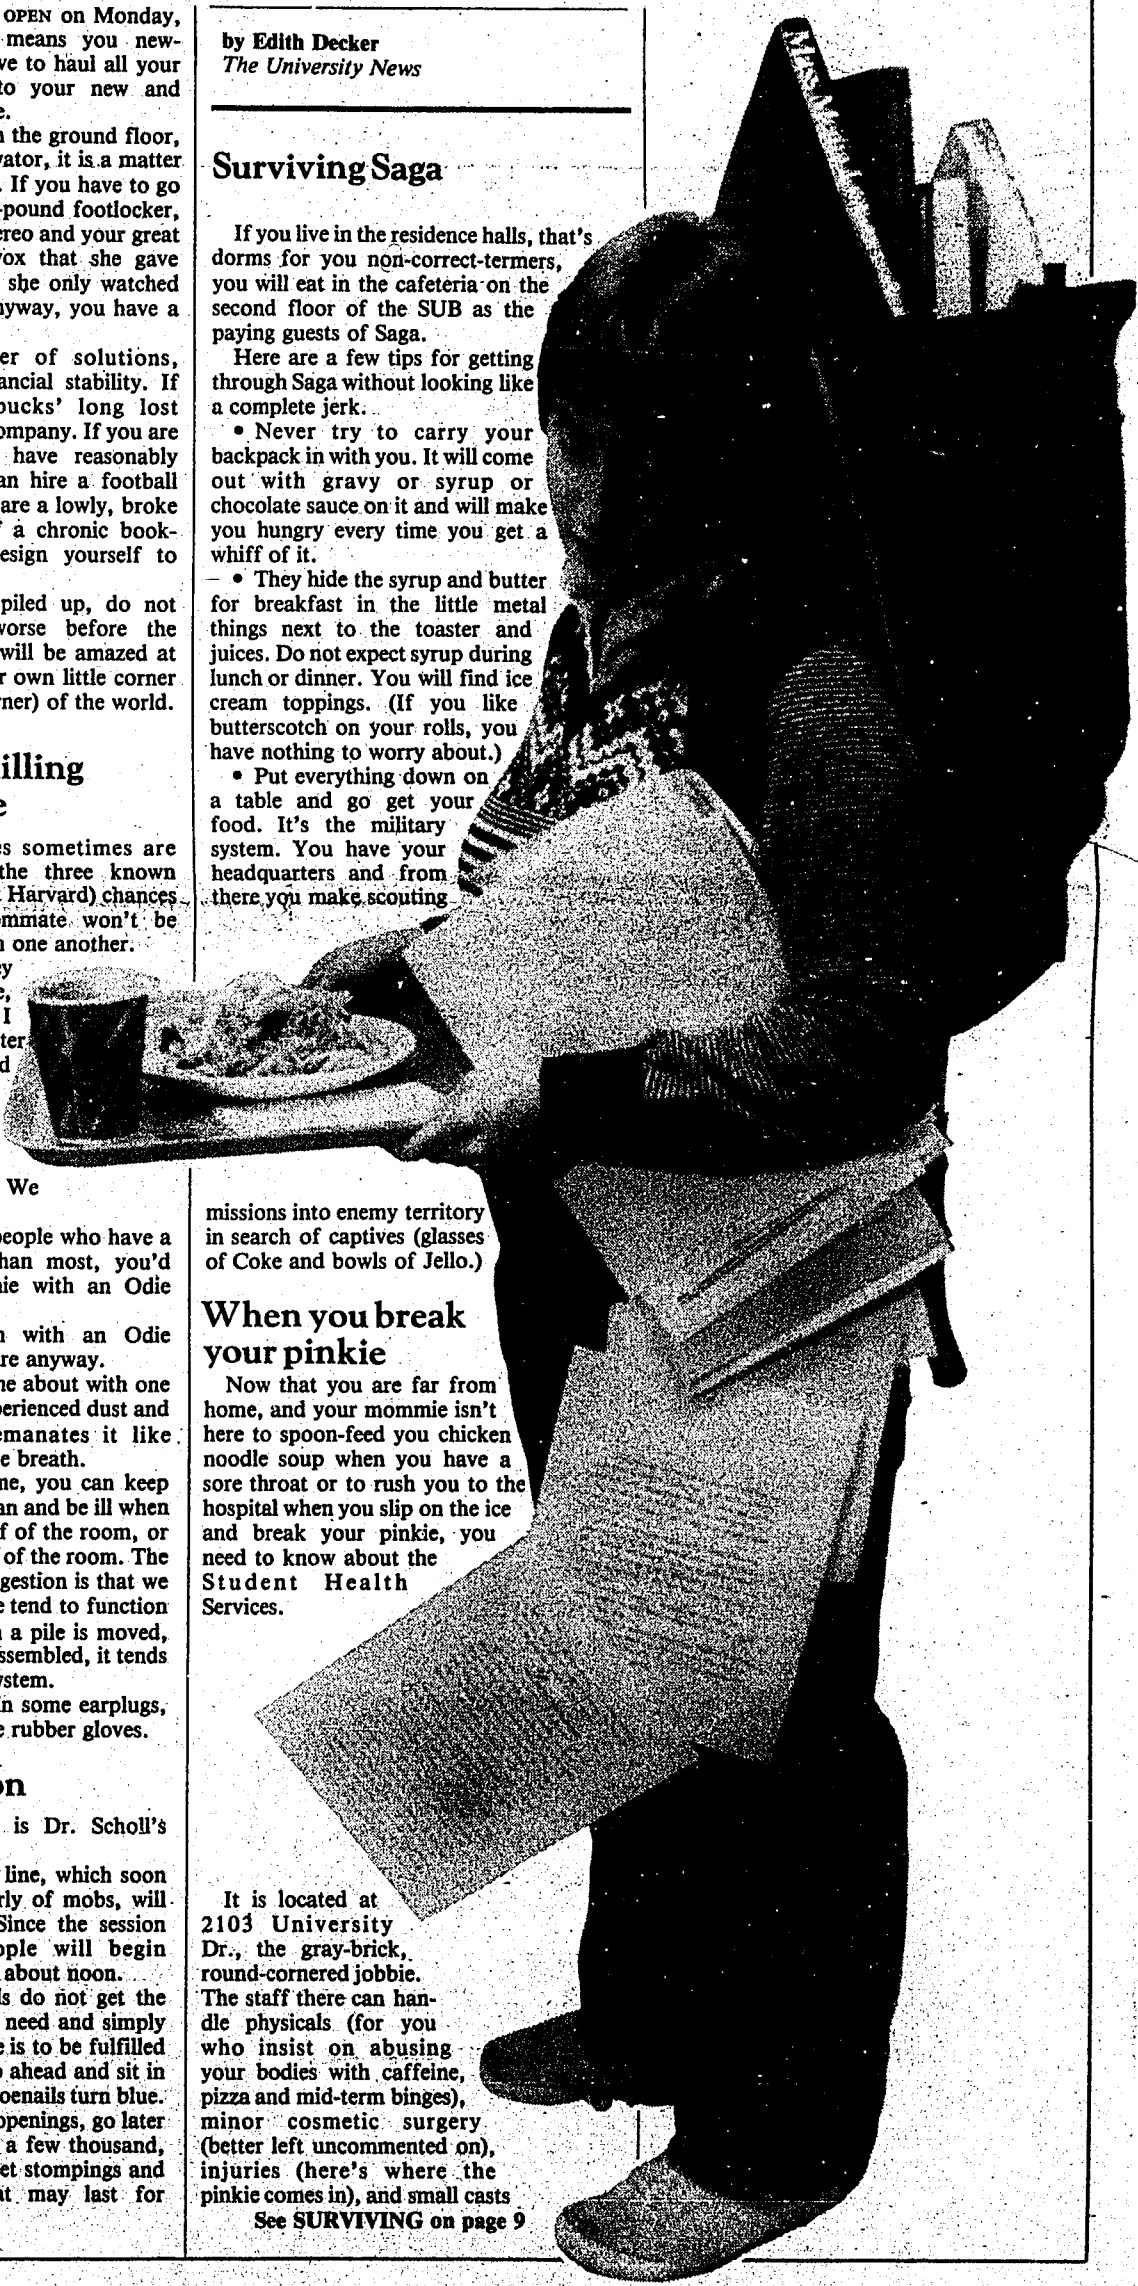 OPEN on Monday,
means you new-
ve to haul all your
to your new and
e.
n the ground floor,
vator, it is a matter
. If you have to go
-pound footlocker,
ereo and your great
vox that she gave
she only watched
nyway, you have a
er of solutions,
ancial stability. If
bucks' long lost
ompany. If you are
have reasonably
an hire a football
are a lowly, broke
f a chronic book-
esign yourself to
piled up, do not
worse before the
will be amazed at
r own little corner
rner) of the world.
illing
e
es sometimes are
the three known
t Harvard) chances
ommate won't be
n one another.
ey
e,
I
ter
d
We
people who have a
than most, you'd
nie with an Odie
n with an Odie
re anyway.
ne about with one
perienced dust and
emanates it like
e breath.
me, you can keep
an and be ill when
f of the room, or
of the room. The
ggestion is that we
e tend to function
n a pile is moved,
ssembled, it tends
ystem.
in some earplugs,
e rubber gloves.
on
is Dr. Scholl's
line, which soon
rly of mobs, will
Since the session
ople will begin
about noon.
ls do not get the
need and simply
e is to be fulfilled
o ahead and sit in
oenails turn blue.
openings, go later
a few thousand,
et stompings and
at may last for
by Edith Decker
The University News
Surviving Saga
If you live in the residence halls, that's
dorms for you non-correct-termers,
you will eat in the cafeteria on the
second floor of the SUB as the
paying guests of Saga.
Here are a few tips for getting
through Saga without looking like
a complete jerk.
• Never try to carry your
backpack in with you. It will come
out with gravy or syrup or
chocolate sauce on it and will make
you hungry every time you get a
whiff of it.
• They hide the syrup and butter
for breakfast in the little metal
things next to the toaster and
juices. Do not expect syrup during
lunch or dinner. You will find ice
cream toppings. (If you like
butterscotch on your rolls, you
have nothing to worry about.)
• Put everything down on
a table and go get your
food. It's the military
system. You have your
headquarters and from
there you make scouting
missions into enemy territory
in search of captives (glasses
of Coke and bowls of Jello.)
When you break
your pinkie
Now that you are far from
home, and your mommie isn't
here to spoon-feed you chicken
noodle soup when you have a
sore throat or to rush you to the
hospital when you slip on the ice
and break your pinkie, you
need to know about the
Student Health
Services.
It is located at
2103 University
Dr., the gray-brick,
round-cornered jobbie.
The staff there can han-
dle physicals (for you
who insist on abusing
your bodies with caffeine,
pizza and mid-term binges),
minor cosmetic surgery
(better left uncommented on),
injuries (here's where the
pinkie comes in), and small casts
See SURVIVING on page 9